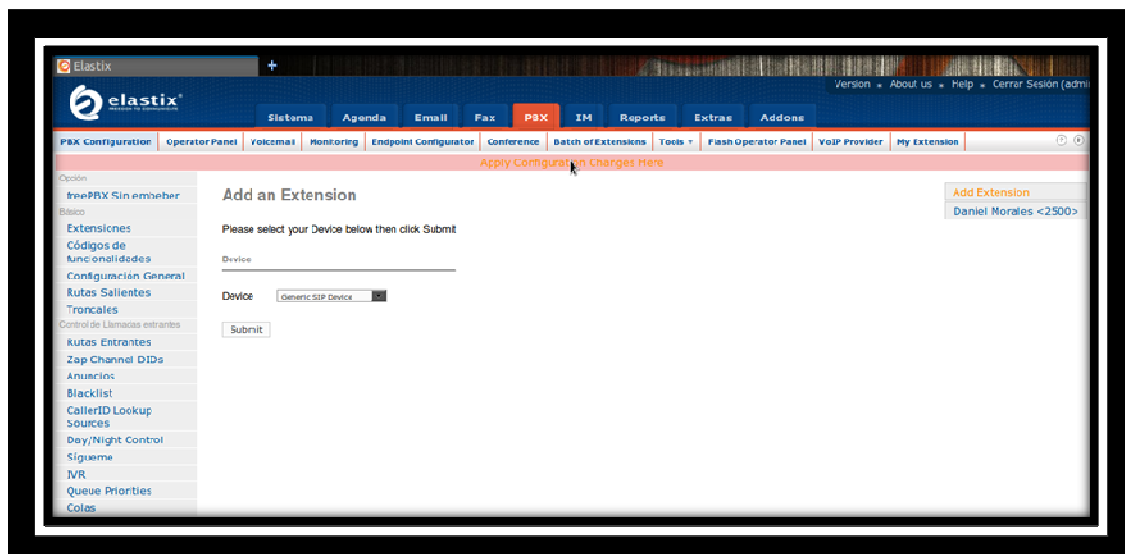 Elastix
Version About us Help Cerrar Sesión (admi
elastix
Sistema Agenda Email Fax PBX IM Reports Extras Addons
PBX Configuration Operator Panel Voicemail Monitoring Endpoint Configurator Conference Batch of Extensions Tools Flash Operator Panel VoIP Provider My Extension
Apply Configuration Changes Here
Opción
freePBX Sin embeber
Básico
Extensiones
Códigos de
funcionalidades
Configuración General
Rutas Salientes
Troncales
Control de Llamadas entrantes
Rutas Entrantes
Zap Channel DIDs
Anuncios
Blacklist
CallerID Lookup
Sources
Day/Night Control
Sígueme
IVR
Queue Priorities
Colas
Add an Extension
Please select your Device below then click Submit
Device
Device Generic SIP Device
Submit
Add Extension
Daniel Morales <2500>